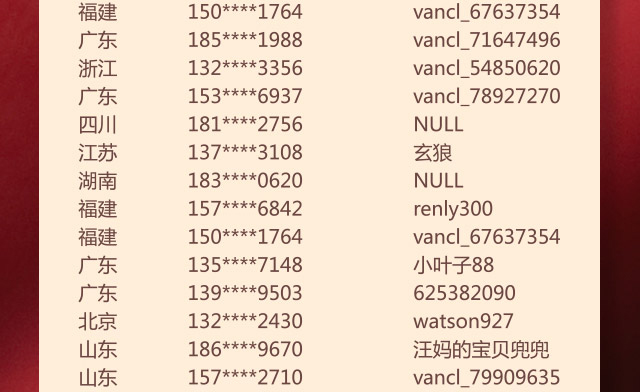 福建 150****1764 vancl_67637354
广东 185****1988 vancl_71647496
浙江 132****3356 vancl_54850620
广东 153****6937 vancl_78927270
四川 181****2756 NULL
江苏 137****3108 玄狼
湖南 183****0620 NULL
福建 157****6842 renly300
福建 150****1764 vancl_67637354
广东 135****7148 小叶子88
广东 139****9503 625382090
北京 132****2430 watson927
山东 186****9670 汪妈的宝贝兜兜
山东 157****2710 vancl_79909635